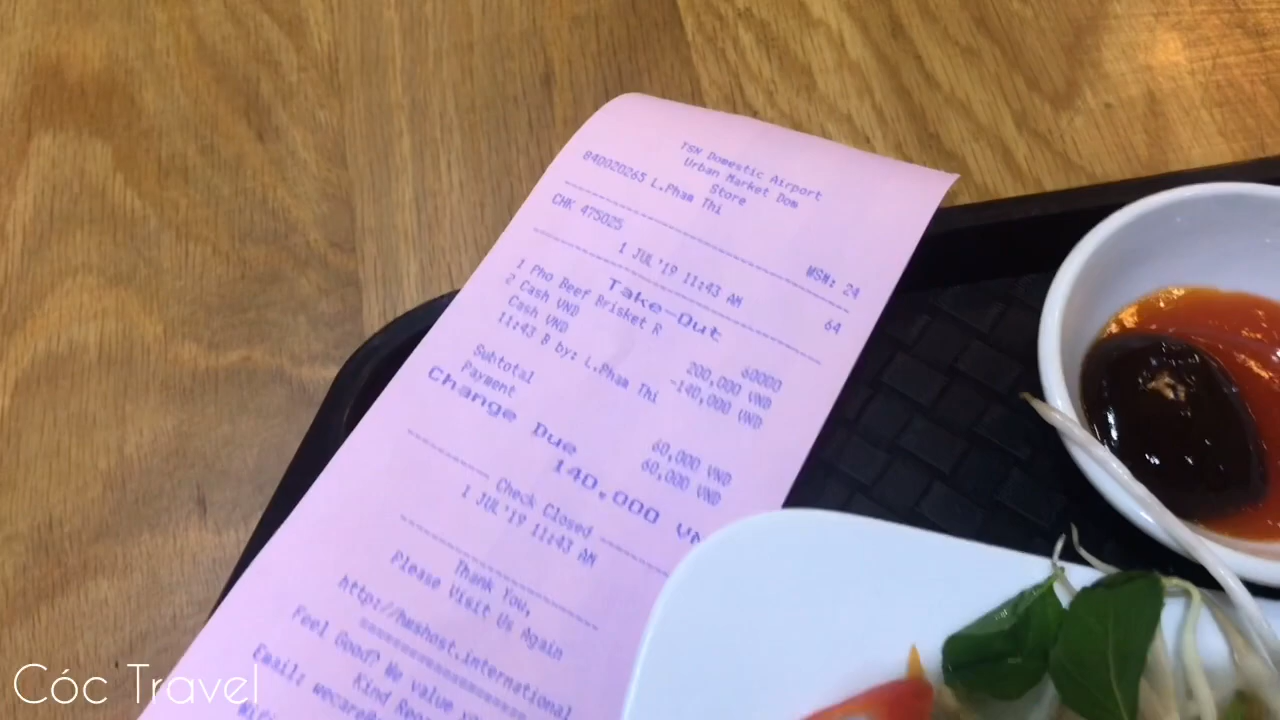 TSN Domestic Airport
Urban Market Dom
Store
840020265 L.Pham Thi
WSN: 24
CHK 475025
64
1 JUL'19 11:43 AM
Take-Out
1 Pho Beef Brisket R 60000
2 Cash VND 200,000 VND
Cash VND -140,000 VND
11:43 B by: L.Pham Thi
Subtotal 60,000 VND
Payment 60,000 VND
Change Due
140.000
Check Closed
1 JUL'19 11:43 AM
Thank You,
Please Visit Us Again
http://hmshost.international
Feel Good? We value
Kind
Email:
Cóc Travel